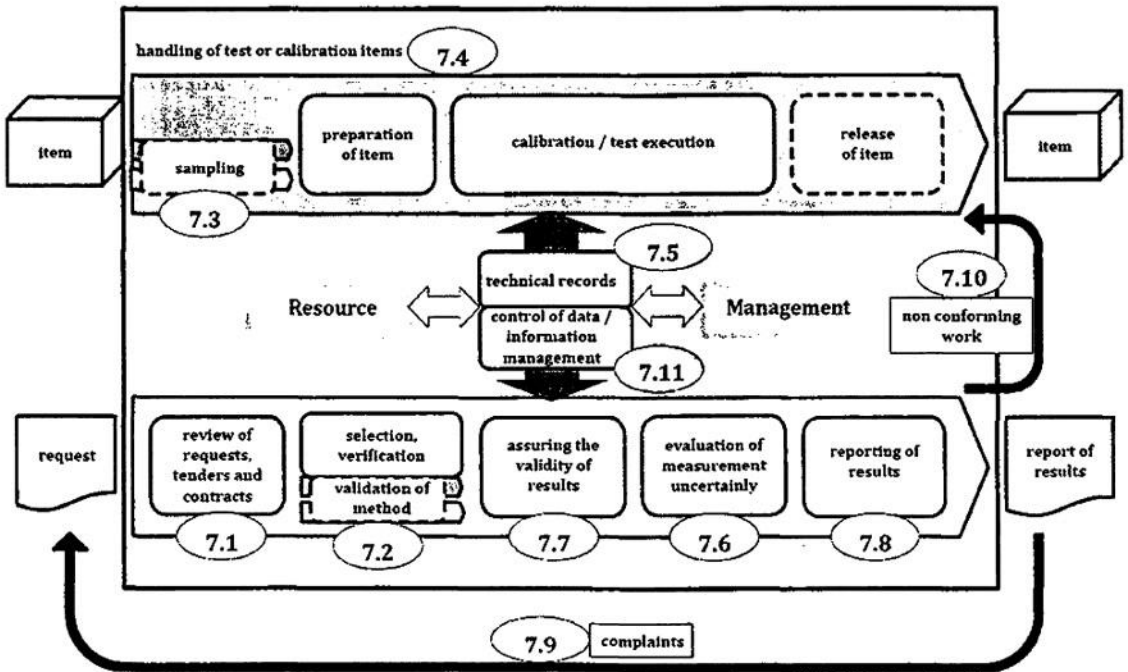 handling of test or calibration items
7.4
item
sampling
7.3
preparation
of item
calibration / test execution
release
of item
item
7.5
technical records
control of data /
information
management
7.11
Resource
Management
7.10
non conforming
work
request
review of
requests,
tenders and
contracts
7.1
selection,
verification
validation of
method
7.2
assuring the
validity of
results
7.7
evaluation of
measurement
uncertainly
7.6
reporting of
results
7.8
report of
results
7.9
complaints